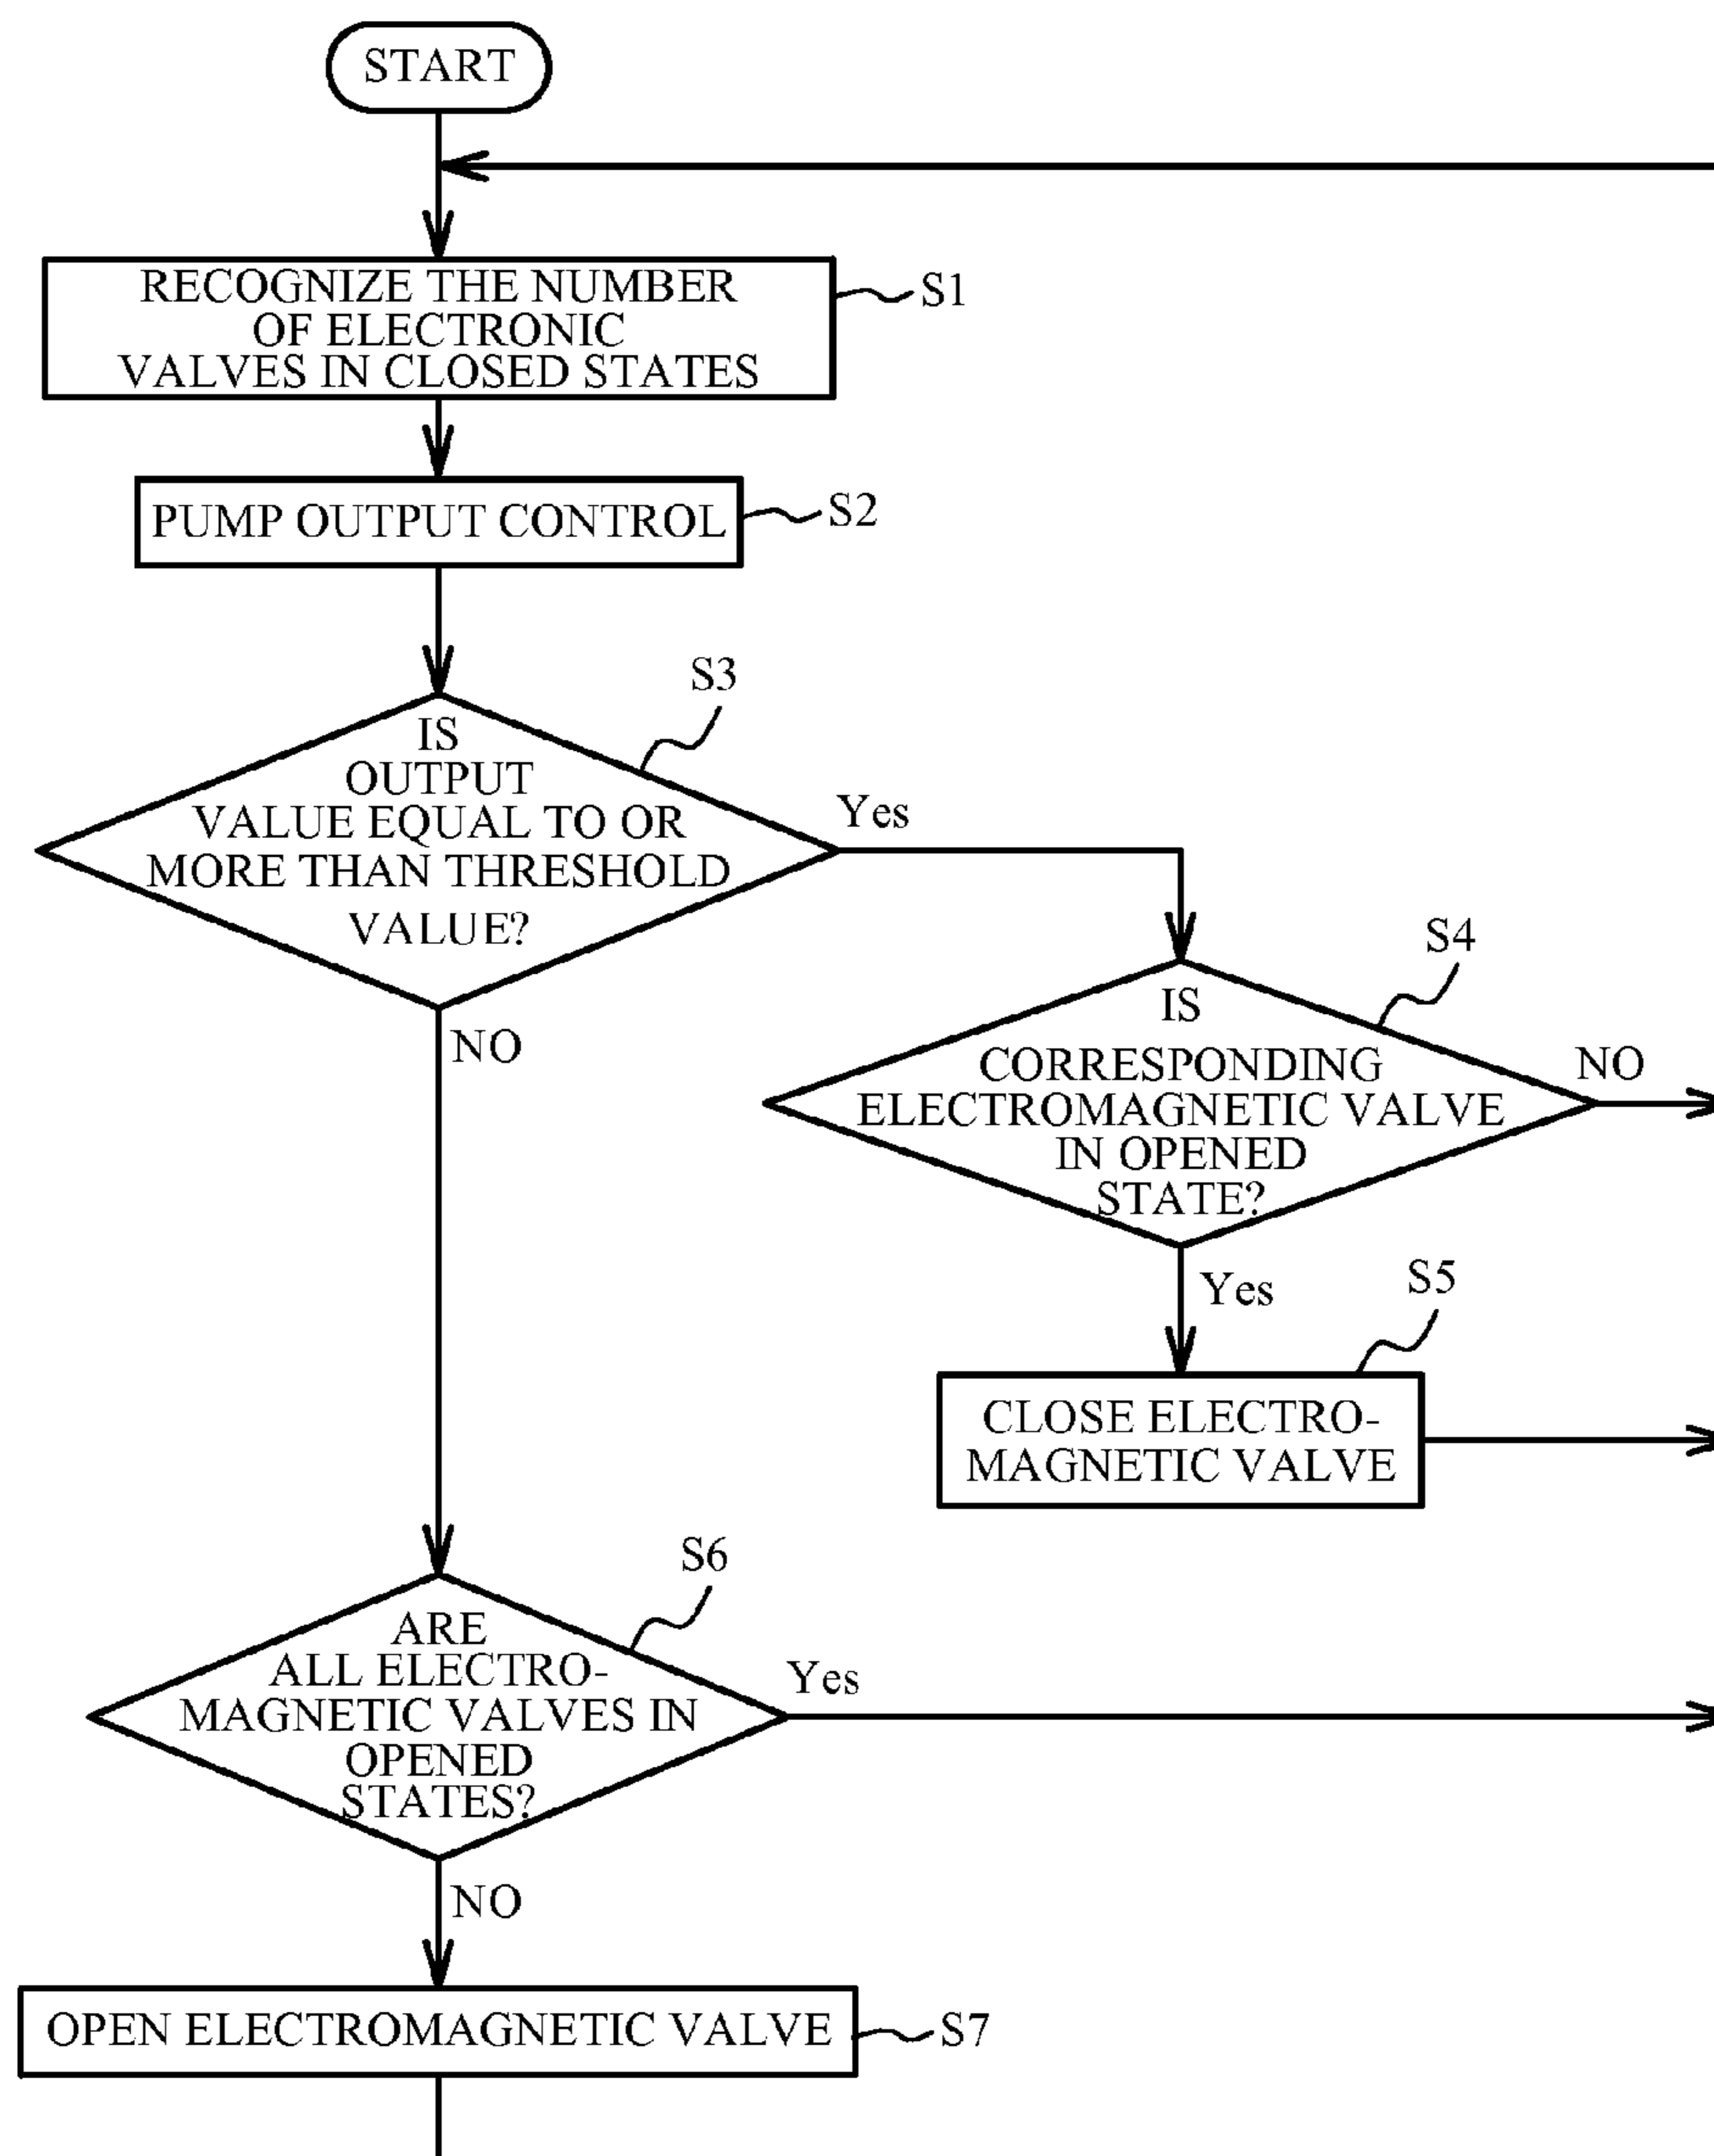 START
RECOGNIZE THE NUMBER
OF ELECTRONIC
VALVES IN CLOSED STATES
S1
PUMP OUTPUT CONTROL
S2
S3
IS
OUTPUT
VALUE EQUAL TO OR
MORE THAN THRESHOLD
VALUE?
Yes
NO
S4
IS
CORRESPONDING
ELECTROMAGNETIC VALVE
IN OPENED
STATE?
NO
Yes
S5
CLOSE ELECTRO-
MAGNETIC VALVE
S6
ARE
ALL ELECTRO-
MAGNETIC VALVES IN
OPENED
STATES?
Yes
NO
OPEN ELECTROMAGNETIC VALVE
S7